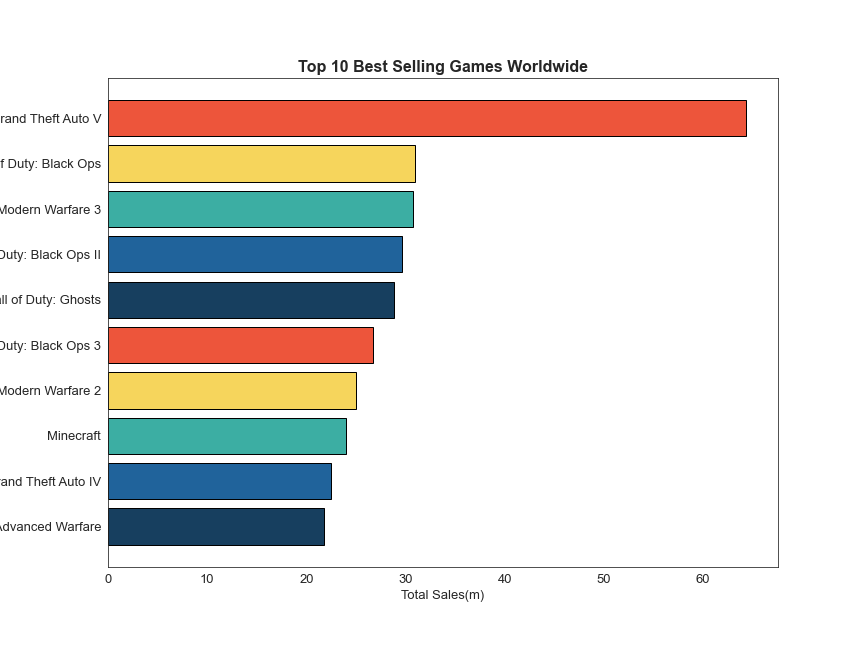 Top 10 Best Selling Games Worldwide
rand Theft Auto V
f Duty: Black Ops
Modern Warfare 3
Duty: Black Ops II
all of Duty: Ghosts
Duty: Black Ops 3
Modern Warfare 2
Minecraft
rand Theft Auto IV
Advanced Warfare
0 10 20 30 40 50 60
Total Sales(m)